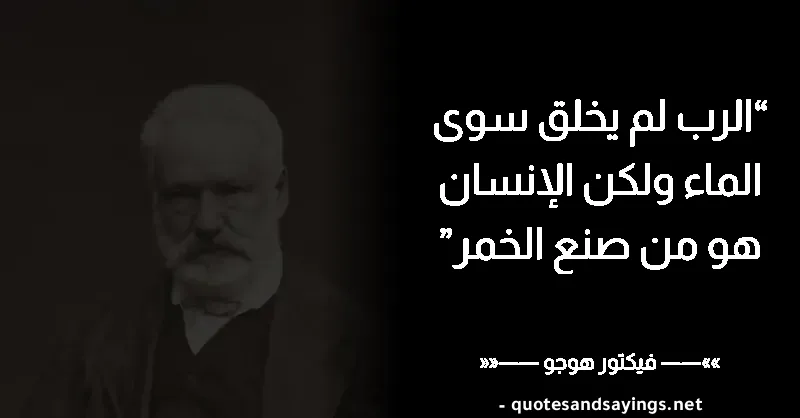 “الرب لم يخلق سوى
الماء ولكن الإنسان
هو من صنع الخمر”
»»—— فيكتور هوجو ——««
- quotesandsayings.net